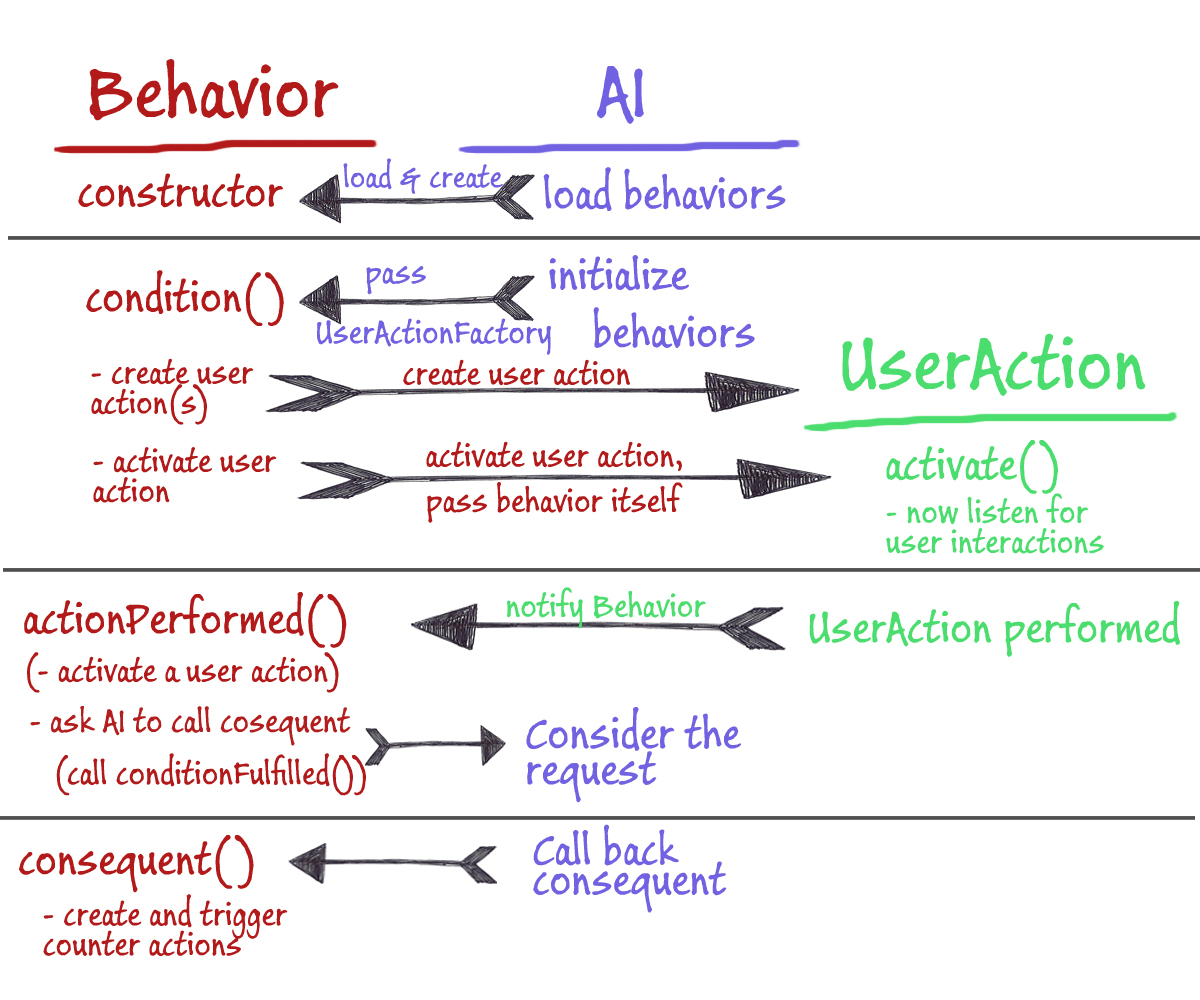 Behavior
AI
constructor
load & create
load behaviors
condition()
pass
UserActionFactory
initialize
behaviors
UserAction
- create user
action(s)
create user action
- activate user
action
activate user action,
pass behavior itself
activate()
- now listen for
user interactions
actionPerformed()
notify Behavior
UserAction performed
(- activate a user action)
- ask AI to call cosequent
(call conditionFulfilled())
Consider the
request
consequent()
Call back
consequent
- create and trigger
counter actions